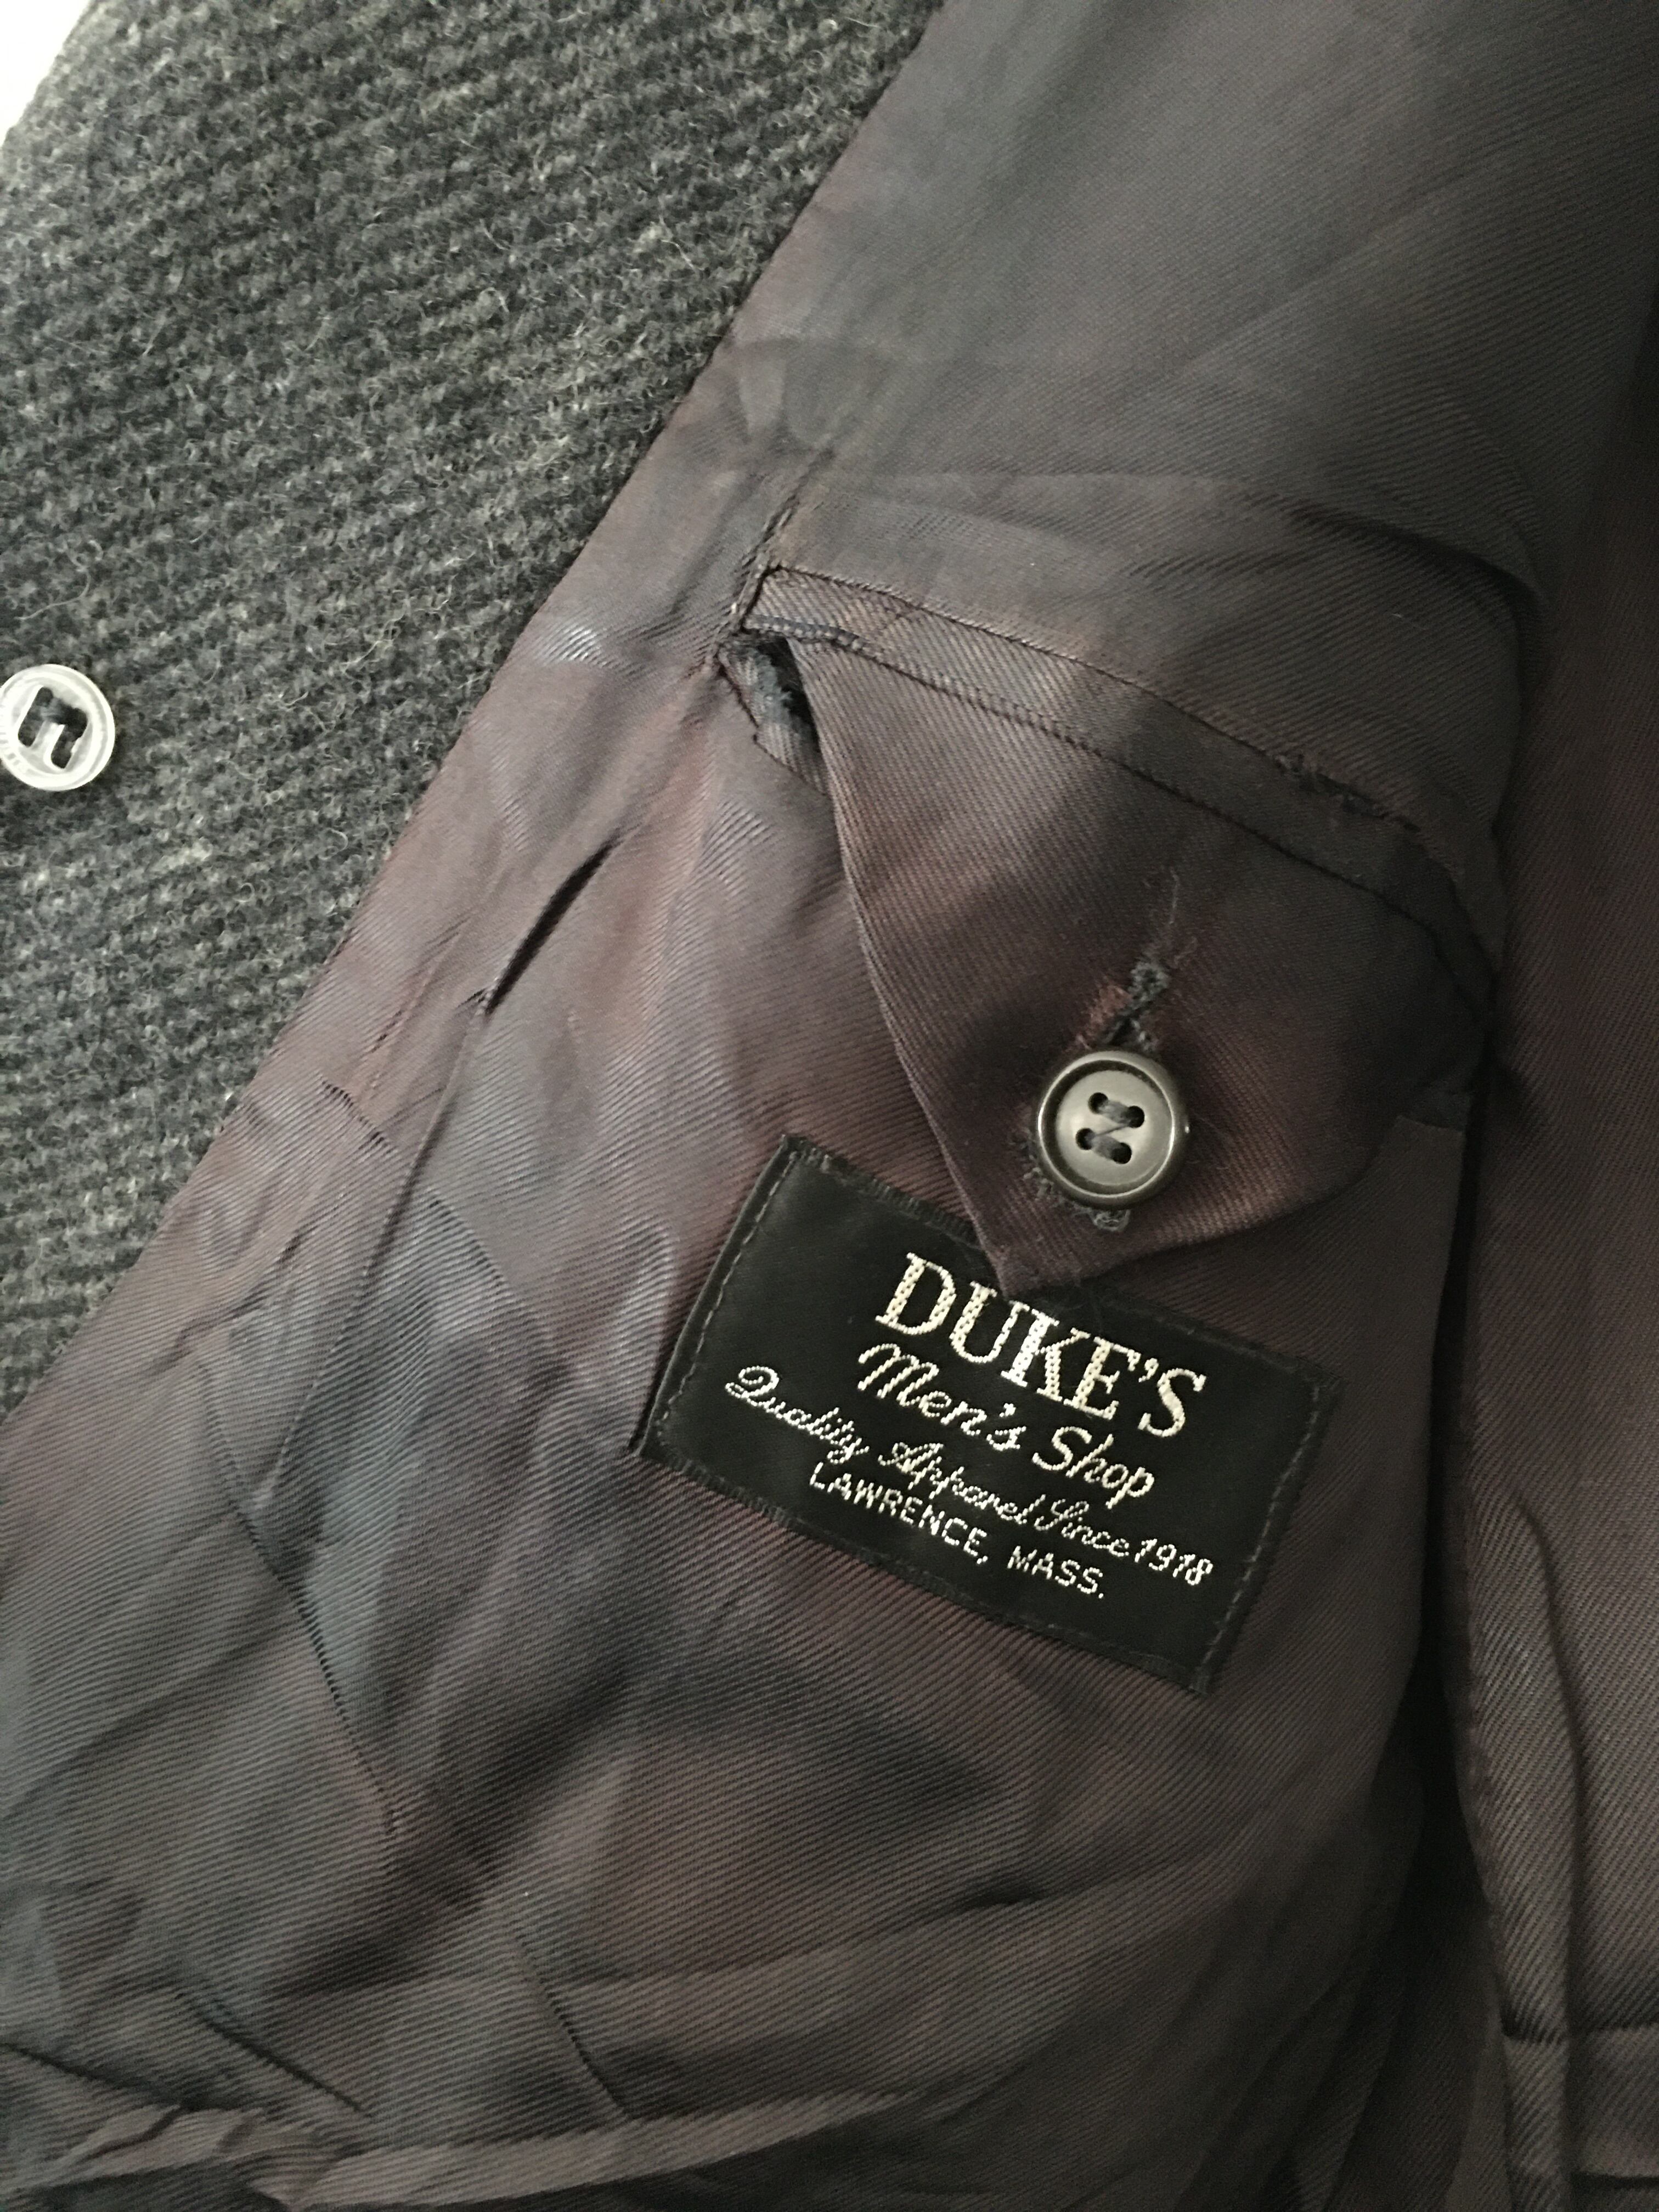 DUKE'S
Men's Shop
Quality Apparel Since 1918
LAWRENCE, MASS.